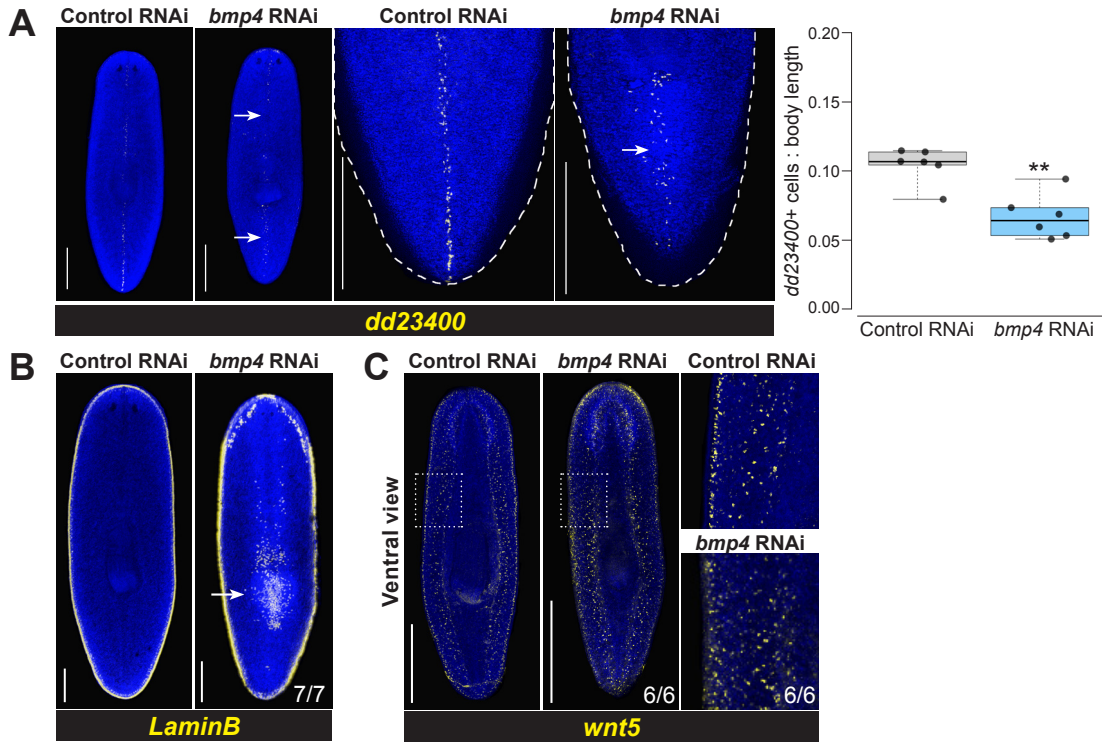 A
Control RNAi
bmp4 RNAi
Control RNAi
bmp4 RNAi
dd23400
dd23400+ cells : body length
0.20
0.15
0.10
0.05
0.00
**
Control RNAi
bmp4 RNAi
B
Control RNAi
bmp4 RNAi
7/7
LaminB
C
Control RNAi
bmp4 RNAi
Control RNAi
Ventral view
bmp4 RNAi
6/6
6/6
wnt5